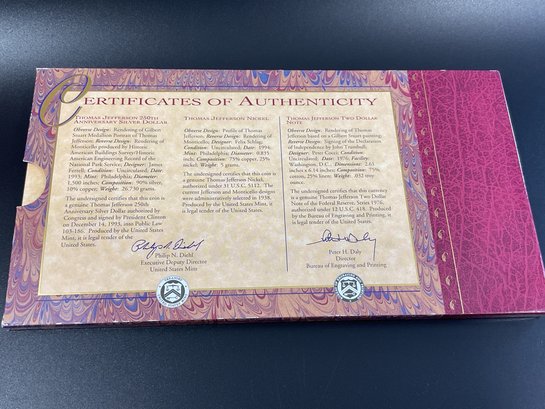 CERTIFICATES OF AUTHENTICITY
THOMAS JEFFERSON 250TH
ANNIVERSARY SILVER DOLLAR
Obverse Design: Rendering of Gilbert
Stuart Medallion Portrait of Thomas
Jefferson; Reverse Design: Rendering of
Monticello produced by Historic
American Buildings Survey/Historic
American Engineering Record of the
National Park Service; Designer: James
Ferrell; Condition: Uncirculated; Date:
1993; Mint: Philadelphia; Diameter:
1.500 inches; Composition: 90% silver,
10% copper; Weight: 26.730 grams.
The undersigned certifies that this coin is
a genuine Thomas Jefferson 250th
Anniversary Silver Dollar authorized by
Congress and signed by President Clinton
on December 14, 1993, into Public Law
103-186. Produced by the United States
Mint, it is legal tender of the
United States.
THOMAS JEFFERSON NICKEL
Obverse Design: Profile of Thomas
Jefferson; Reverse Design: Rendering of
Monticello; Designer: Felix Schlag;
Condition: Uncirculated; Date: 1994;
Mint: Philadelphia; Diameter: 0.835
inch; Composition: 75% copper, 25%
nickel; Weight: 5 grams.
The undersigned certifies that this coin is a
genuine Thomas Jefferson Nickel,
authorized under 31 U.S.C. 5112. The
current Jefferson and Monticello designs
were administratively selected in 1938.
Produced by the United States Mint, it is
legal tender of the United States.
Philip N. Diehl
Philip N. Diehl
Executive Deputy Director
United States Mint
THOMAS JEFFERSON TWO DOLLAR
NOTE
Obverse Design: Rendering of Thomas
Jefferson based on Gilbert Stuart painting;
Reverse Design: Signing of the Declaration
of Independence by John Trumbull;
Designer: Peter Cocci; Condition:
Uncirculated; Date: 1976; Facility:
Washington, D.C.; Dimensions: 2.61
inches x 6.14 inches; Composition: 75%
cotton, 25% linen; Weight: .032 troy
ounce.
The undersigned certifies that this currency
is a genuine Thomas Jefferson Two Dollar
Note of the Federal Reserve, Series 1976,
authorized under 12 U.S.C. 418. Produced
by the Bureau of Engraving and Printing,
it is legal tender of the United States.
Peter H. Daly
Director
Bureau of Engraving and Printing